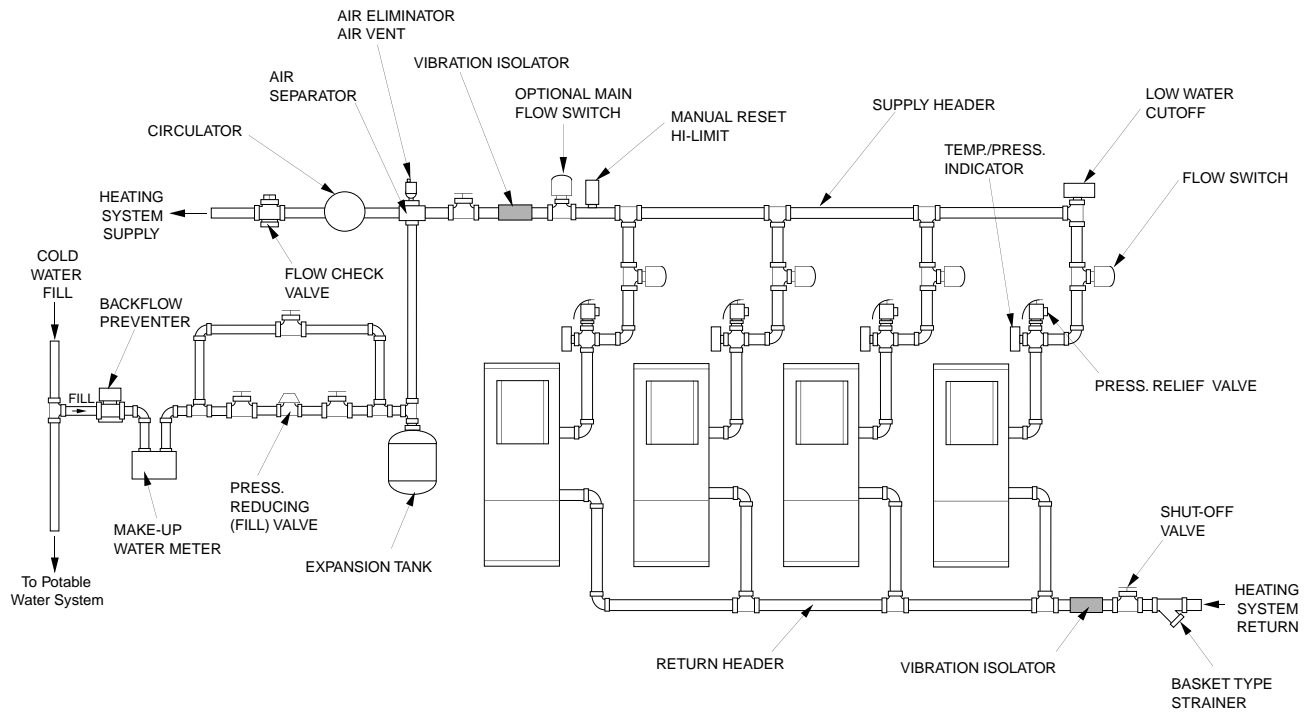 AIR ELIMINATOR
AIR VENT
VIBRATION ISOLATOR
AIR
SEPARATOR
OPTIONAL MAIN
FLOW SWITCH
MANUAL RESET
HI-LIMIT
SUPPLY HEADER
LOW WATER
CUTOFF
CIRCULATOR
TEMP./PRESS.
INDICATOR
FLOW SWITCH
HEATING
SYSTEM
SUPPLY
COLD
WATER
FILL
FLOW CHECK
VALVE
BACKFLOW
PREVENTER
FILL
PRESS. RELIEF VALVE
PRESS.
REDUCING
(FILL) VALVE
MAKE-UP
WATER METER
EXPANSION TANK
SHUT-OFF
VALVE
To Potable
Water System
HEATING
SYSTEM
RETURN
RETURN HEADER
VIBRATION ISOLATOR
BASKET TYPE
STRAINER